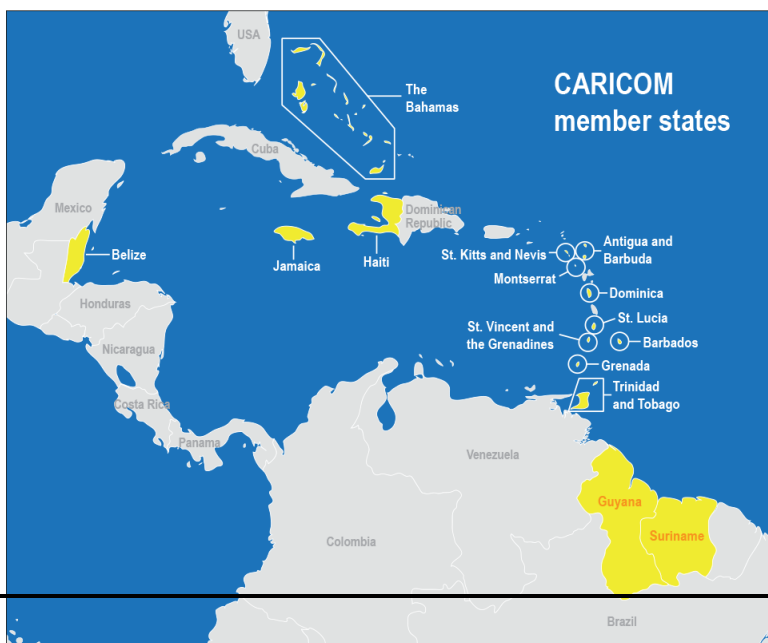 USA
CARICOM
member states
The
Bahamas
Cuba
Mexico
Dominican
Republic
Belize
Jamaica
Haiti
St. Kitts and Nevis
Antigua and
Barbuda
Montserrat
Honduras
Dominica
St. Lucia
St. Vincent and
the Grenadines
Barbados
Nicaragua
Grenada
Trinidad
and Tobago
Costa Rica
Panama
Venezuela
Guyana
Suriname
Colombia
Brazil